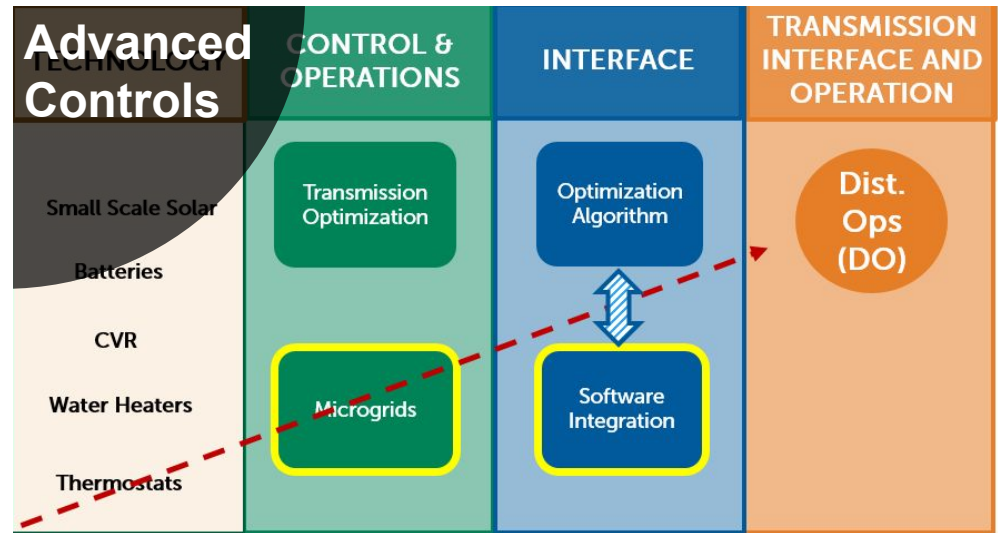 Advanced
Controls
TECHNOLOGY
CONTROL &
OPERATIONS
INTERFACE
TRANSMISSION
INTERFACE AND
OPERATION
Small Scale Solar
Batteries
CVR
Water Heaters
Thermostats
Transmission
Optimization
Microgrids
Optimization
Algorithm
Software
Integration
Dist.
Ops
(DO)